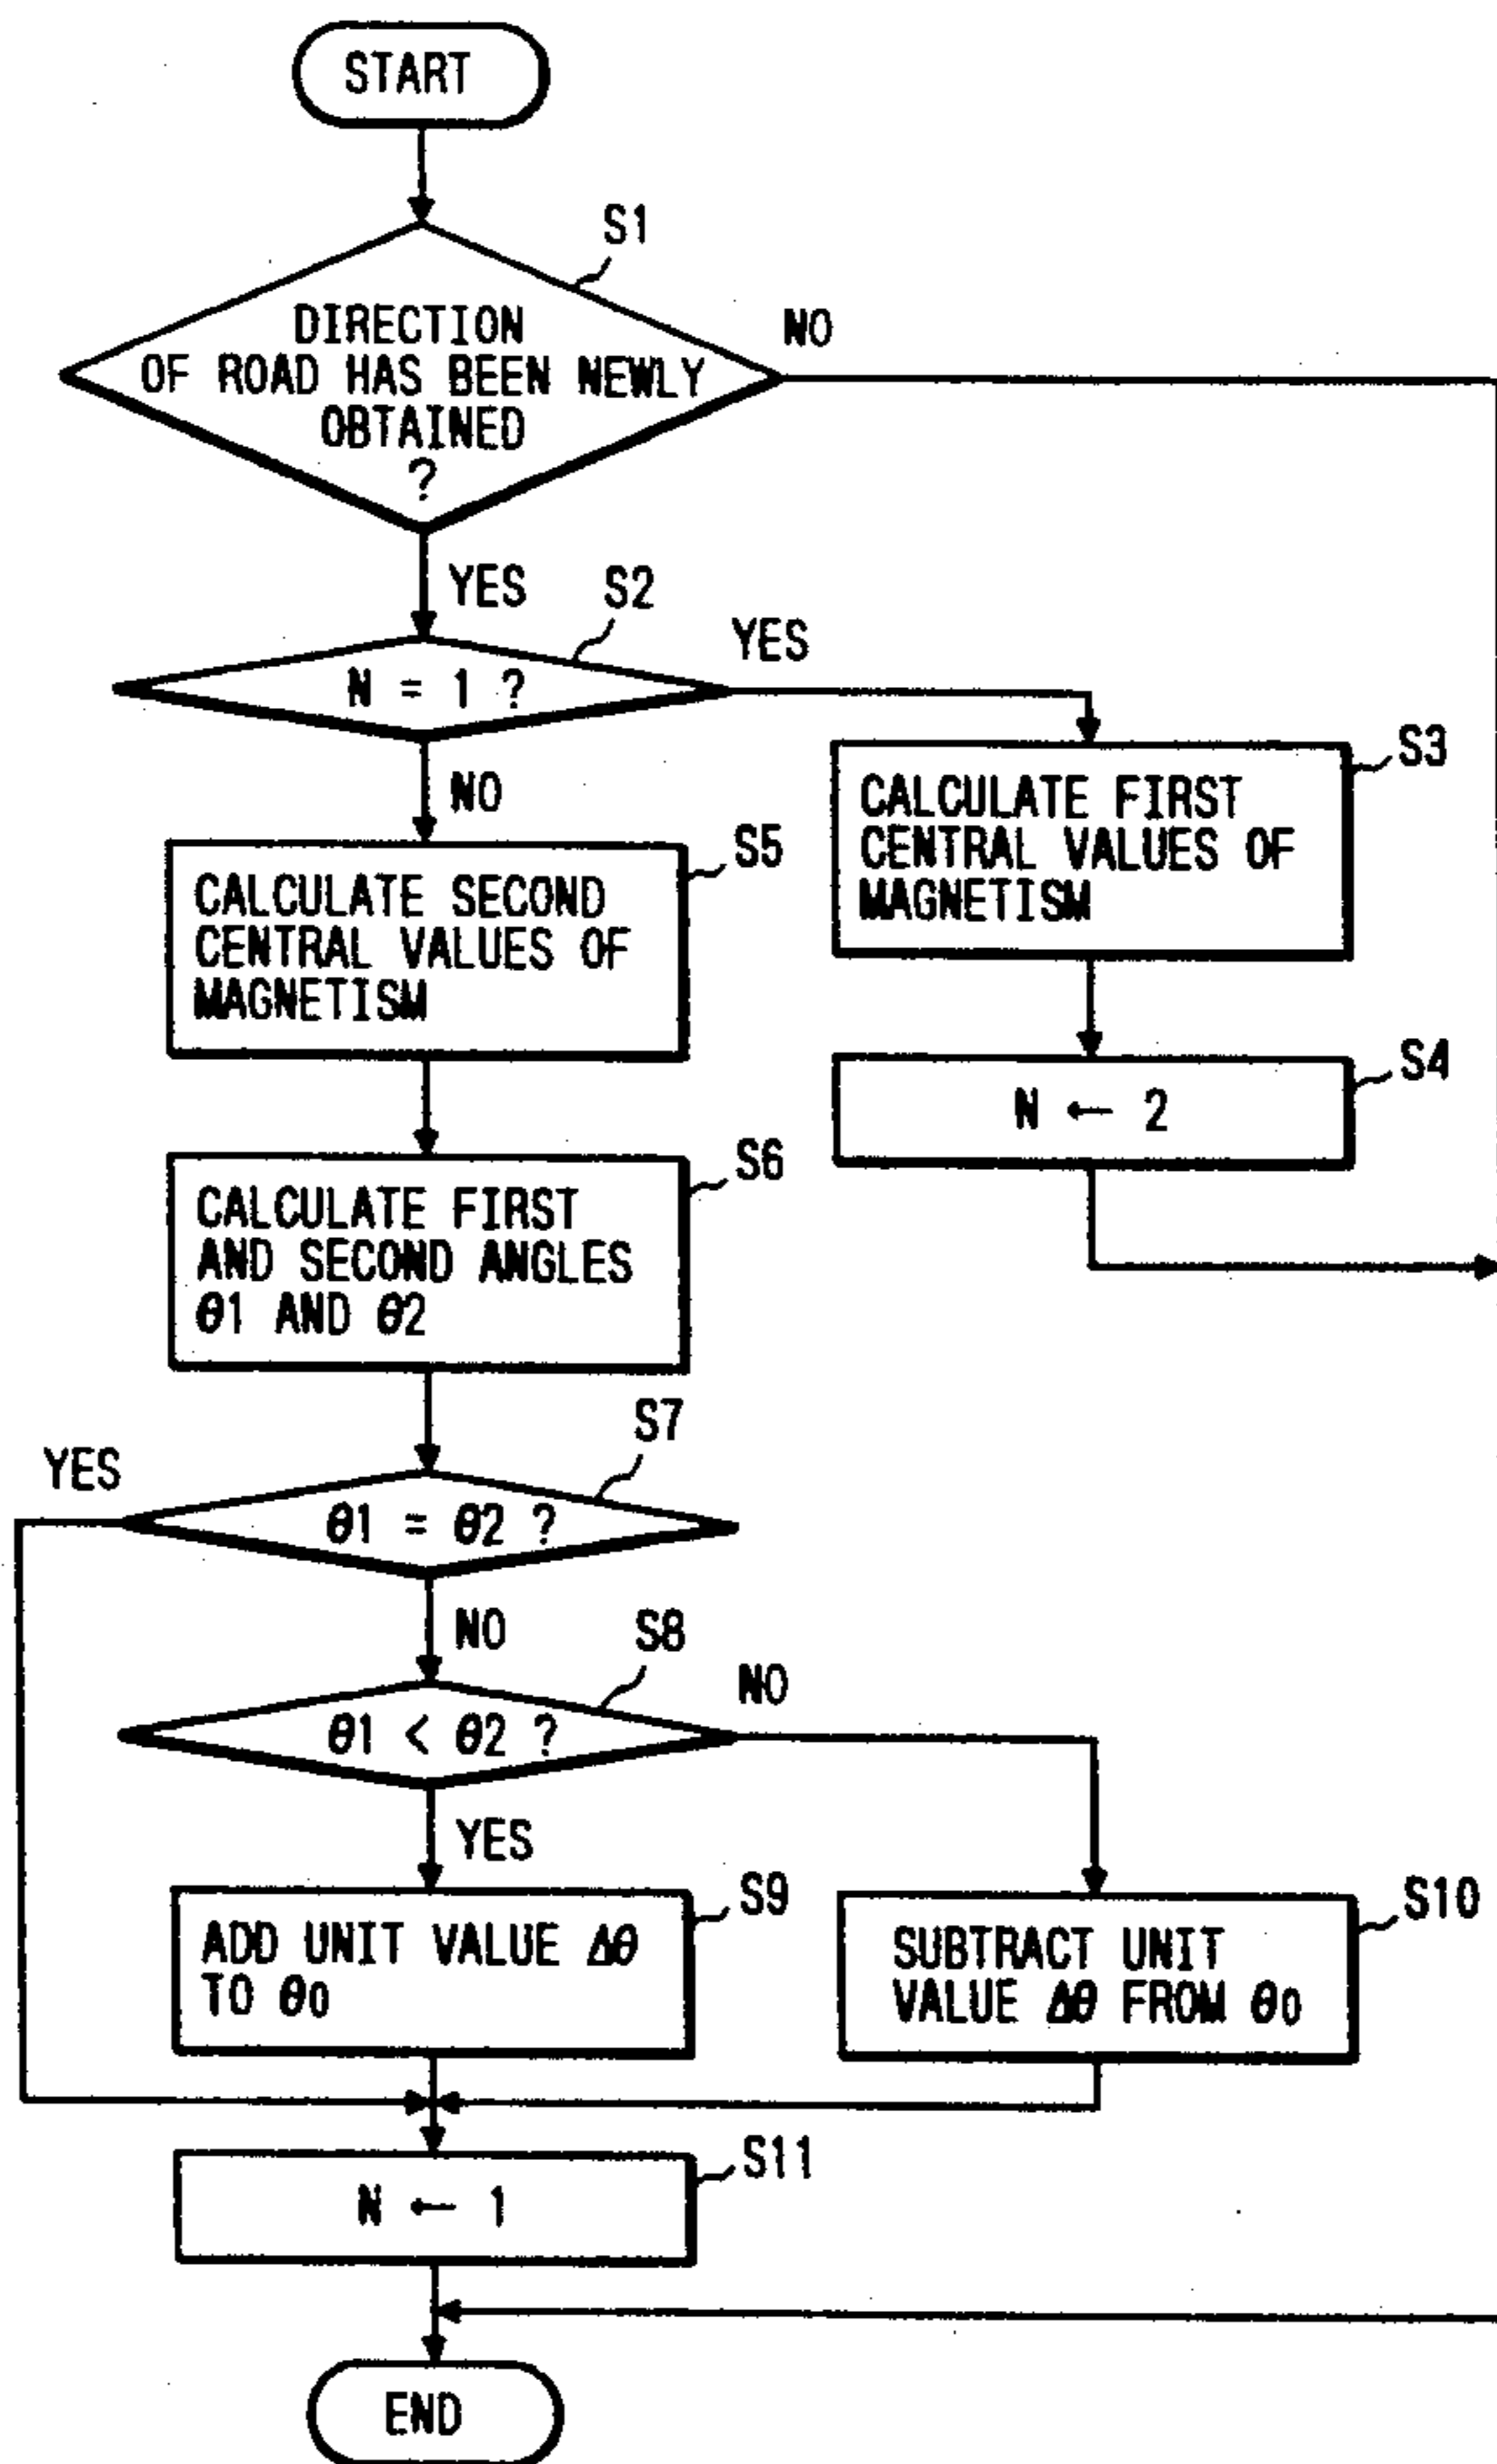 START
S1
DIRECTION
OF ROAD HAS BEEN NEWLY
OBTAINED
?
NO
YES
S2
N = 1 ?
YES
NO
S3
CALCULATE FIRST
CENTRAL VALUES OF
MAGNETISM
S4
N ← 2
S5
CALCULATE SECOND
CENTRAL VALUES OF
MAGNETISM
S6
CALCULATE FIRST
AND SECOND ANGLES
θ1 AND θ2
S7
YES
θ1 = θ2 ?
NO
S8
θ1 < θ2 ?
NO
YES
S9
ADD UNIT VALUE Δθ
TO θ0
S10
SUBTRACT UNIT
VALUE Δθ FROM θ0
S11
N ← 1
END